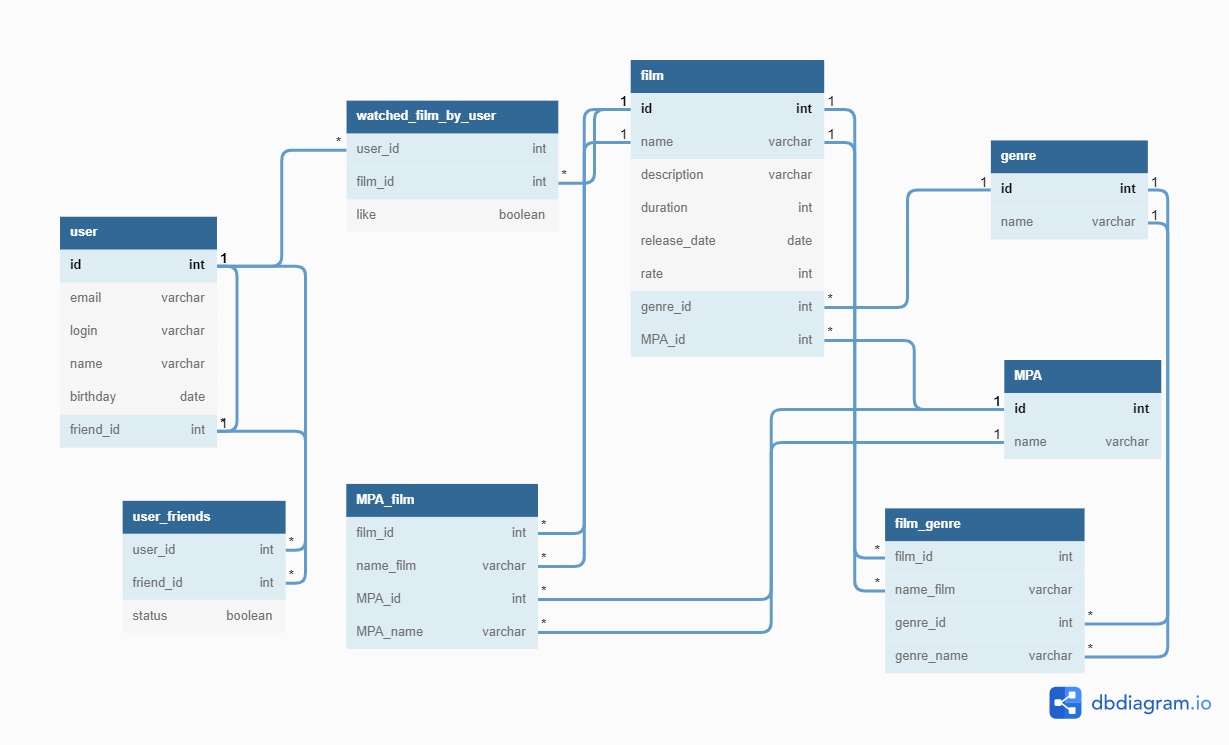 film
1 id int 1
1 name varchar 1
description varchar
duration int
release_date date
rate int
genre_id int *
MPA_id int *
watched_film_by_user
* user_id int
film_id int *
like boolean
genre
1 id int 1
name varchar 1
user
id int 1
email varchar
login varchar
name varchar
birthday date
friend_id int *1
MPA
1 id int
1 name varchar
user_friends
user_id int *
friend_id int *
status boolean
MPA_film
film_id int *
name_film varchar *
MPA_id int *
MPA_name varchar *
film_genre
* film_id int
* name_film varchar
genre_id int *
genre_name varchar *
dbdiagram.io